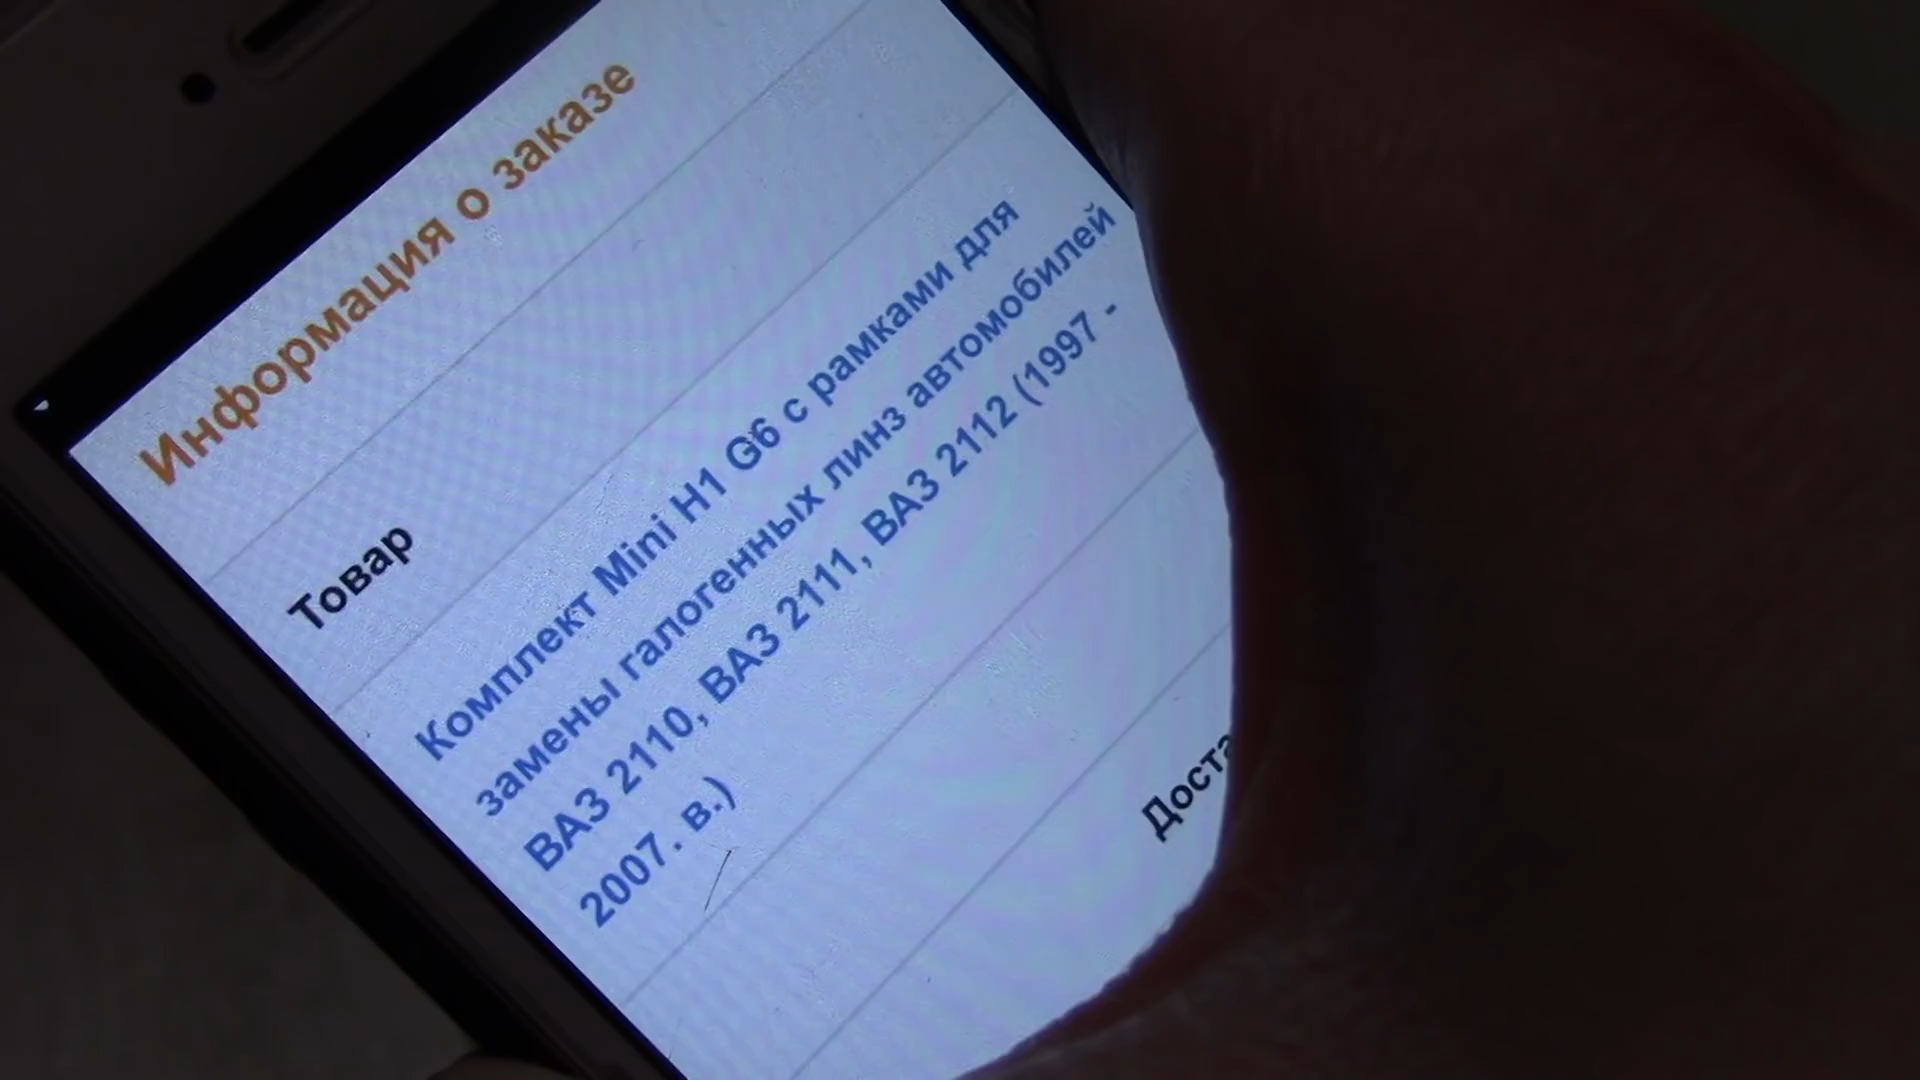 Информация о заказе
Товар
Комплект Mini H1 G6 с рамками для
замены галогенных линз автомобилей
ВАЗ 2110, ВАЗ 2111, ВАЗ 2112 (1997 -
2007. в.)